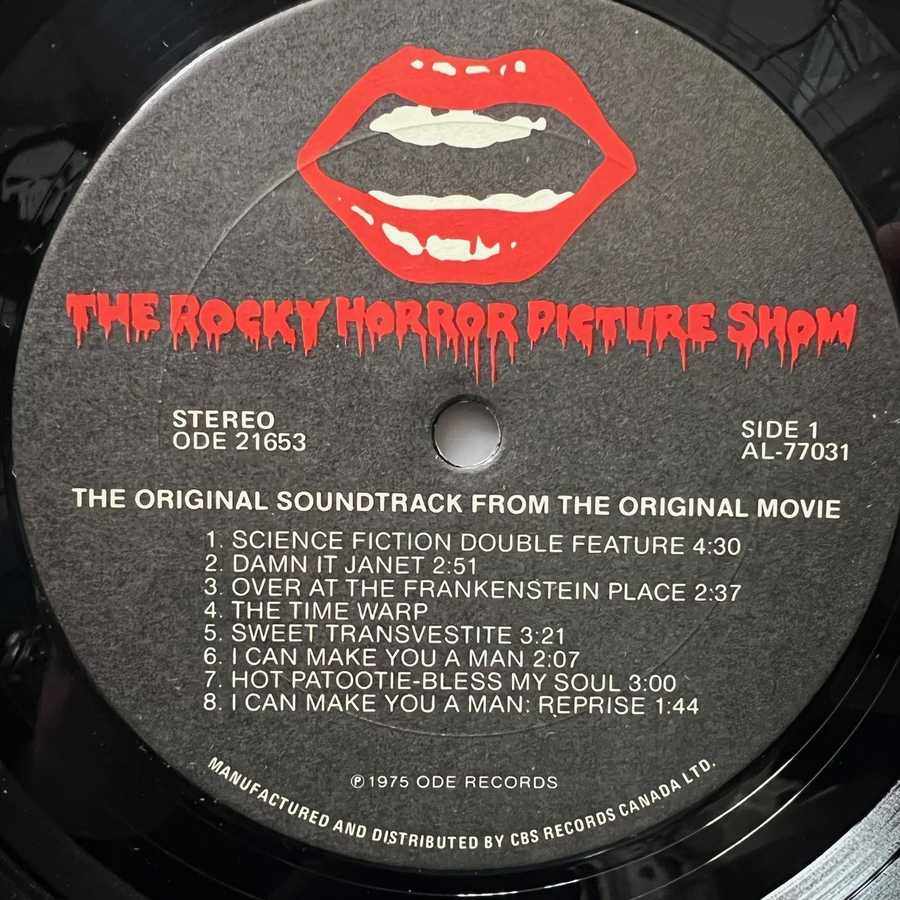 THE ROCKY HORROR PICTURE SHOW
STEREO
ODE 21653
SIDE 1
AL-77031
THE ORIGINAL SOUNDTRACK FROM THE ORIGINAL MOVIE
1. SCIENCE FICTION DOUBLE FEATURE 4:30
2. DAMN IT JANET 2:51
3. OVER AT THE FRANKENSTEIN PLACE 2:37
4. THE TIME WARP
5. SWEET TRANSVESTITE 3:21
6. I CAN MAKE YOU A MAN 2:07
7. HOT PATOOTIE-BLESS MY SOUL 3:00
8. I CAN MAKE YOU A MAN: REPRISE 1:44
℗ 1975 ODE RECORDS
MANUFACTURED AND DISTRIBUTED BY CBS RECORDS CANADA LTD.